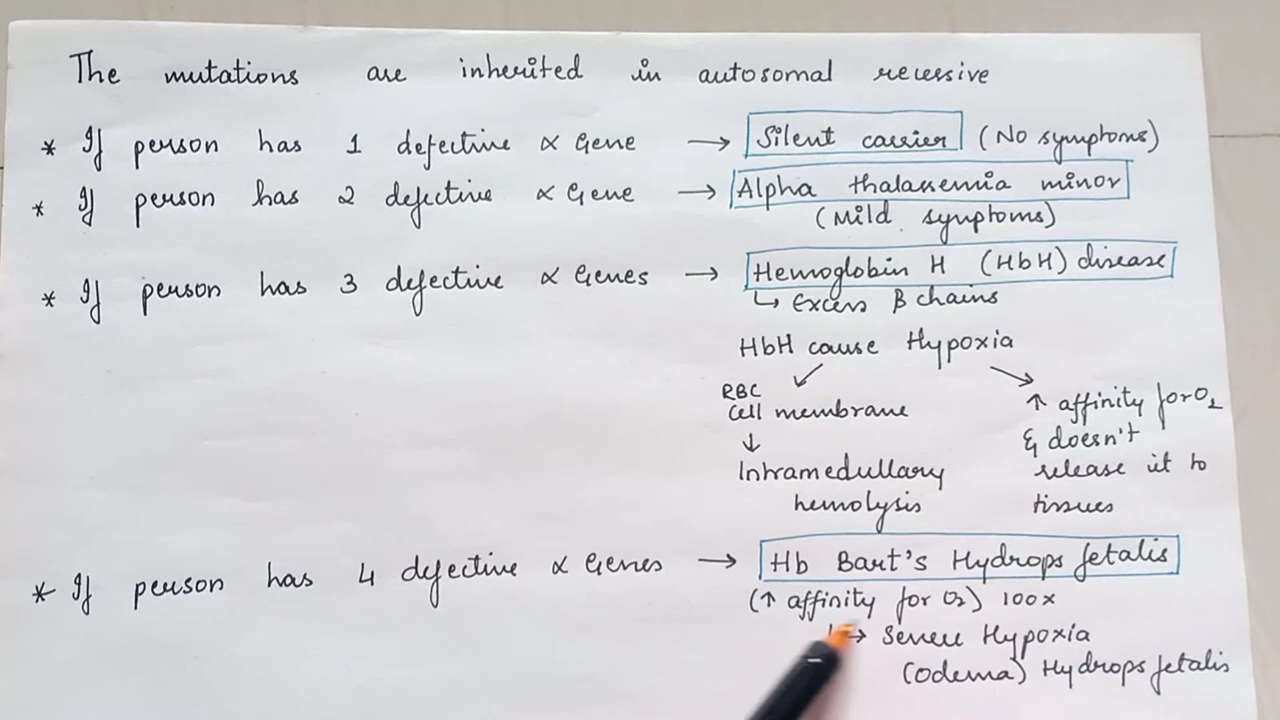 The mutations are inherited in autosomal recessive
* If person has 1 defective α Gene → Silent carrier (No symptoms)
* If person has 2 defective α Gene → Alpha thalassemia minor
(Mild symptoms)
* If person has 3 defective α Genes → Hemoglobin H (HbH) disease
↳ Excess β chains
HbH cause Hypoxia
↙ ↘
RBC
Cell membrane
↓
Intramedullary
hemolysis
↑ affinity for O₂
& doesn't
release it to
tissues
* If person has 4 defective α Genes → Hb Bart's Hydrops fetalis
(↑ affinity for O₂) 100x
↳ Severe Hypoxia
(Odema) Hydrops fetalis